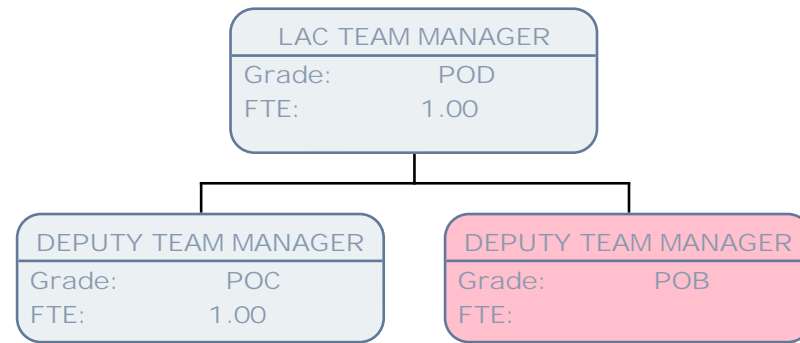 LAC TEAM MANAGER
Grade: POD
FTE: 1.00
DEPUTY TEAM MANAGER
Grade: POC
FTE: 1.00
DEPUTY TEAM MANAGER
Grade: POB
FTE: